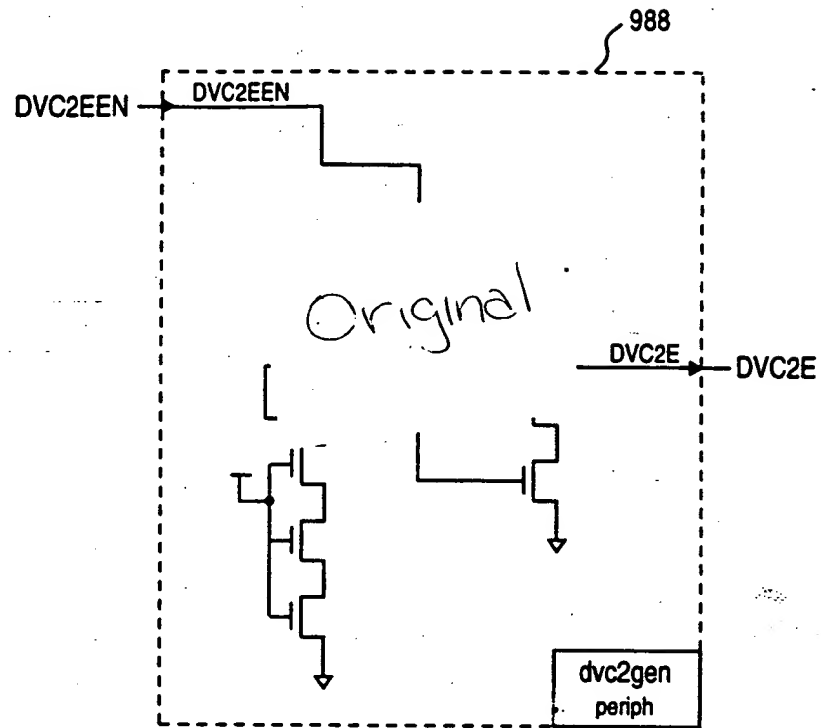 988
DVC2EEN DVC2EEN
Original
DVC2E DVC2E
dvc2gen
periph